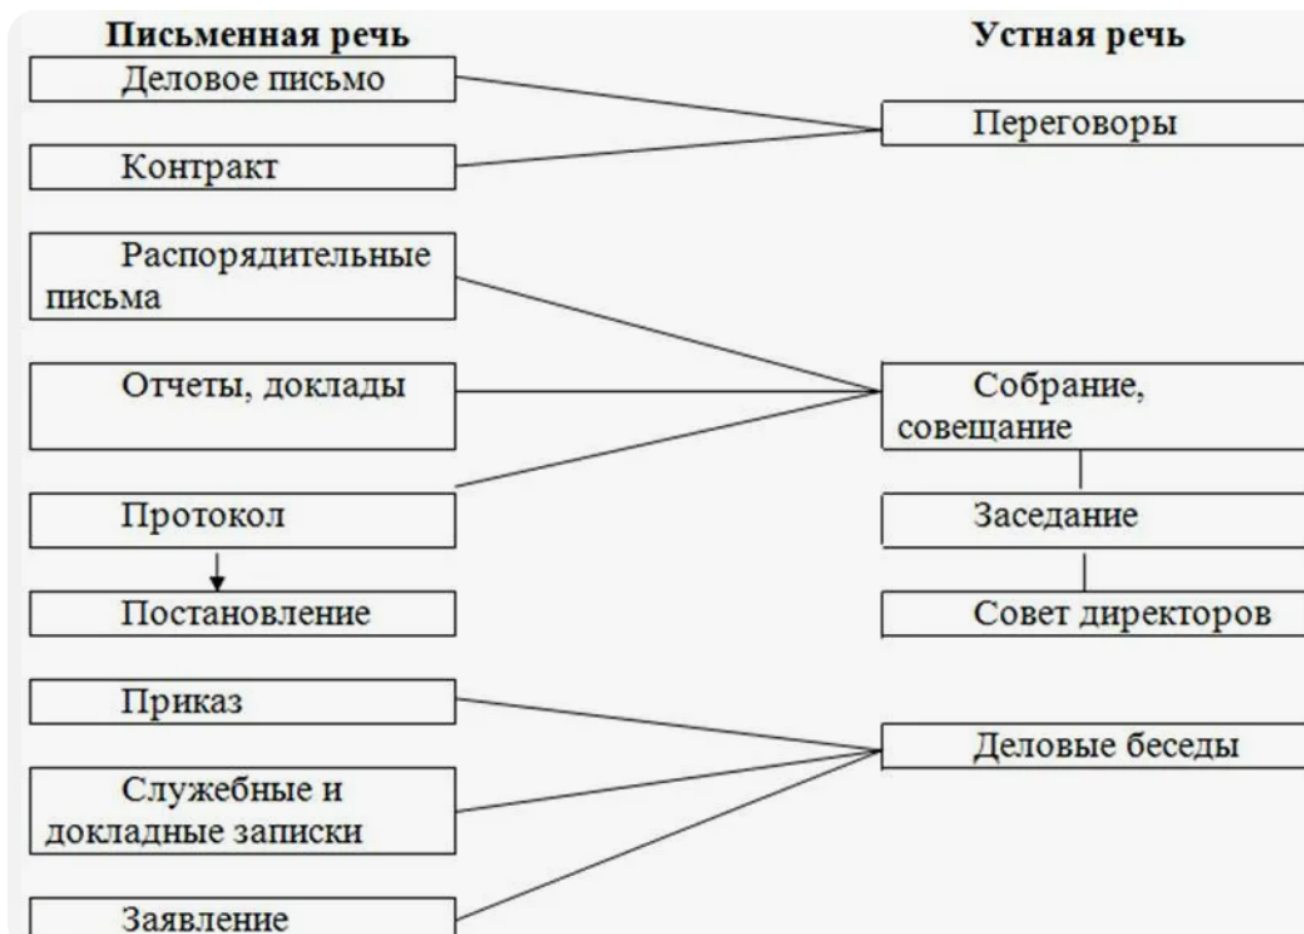 Письменная речь
Устная речь
Деловое письмо
Переговоры
Контракт
Распорядительные
письма
Отчеты, доклады
Собрание,
совещание
Протокол
Заседание
Постановление
Совет директоров
Приказ
Деловые беседы
Служебные и
докладные записки
Заявление